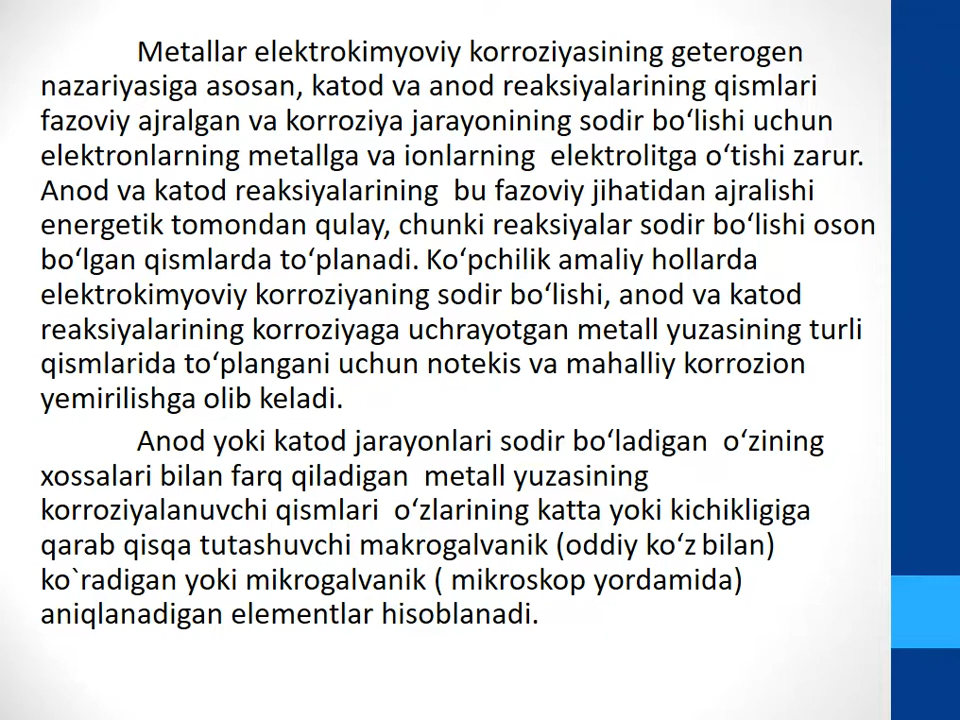 Metallar elektrokimyoviy korroziyasining geterogen
nazariyasiga asosan, katod va anod reaksiyalarining qismlari
fazoviy ajralgan va korroziya jarayonining sodir bo‘lishi uchun
elektronlarning metallga va ionlarning  elektrolitga o‘tishi zarur.
Anod va katod reaksiyalarining  bu fazoviy jihatidan ajralishi
energetik tomondan qulay, chunki reaksiyalar sodir bo‘lishi oson
bo‘lgan qismlarda to‘planadi. Ko‘pchilik amaliy hollarda
elektrokimyoviy korroziyaning sodir bo‘lishi, anod va katod
reaksiyalarining korroziyaga uchrayotgan metall yuzasining turli
qismlarida to‘plangani uchun notekis va mahalliy korrozion
yemirilishga olib keladi.
Anod yoki katod jarayonlari sodir bo‘ladigan  o‘zining
xossalari bilan farq qiladigan  metall yuzasining
korroziyalanuvchi qismlari  o‘zlarining katta yoki kichikligiga
qarab qisqa tutashuvchi makrogalvanik (oddiy ko‘z bilan)
ko`radigan yoki mikrogalvanik ( mikroskop yordamida)
aniqlanadigan elementlar hisoblanadi.